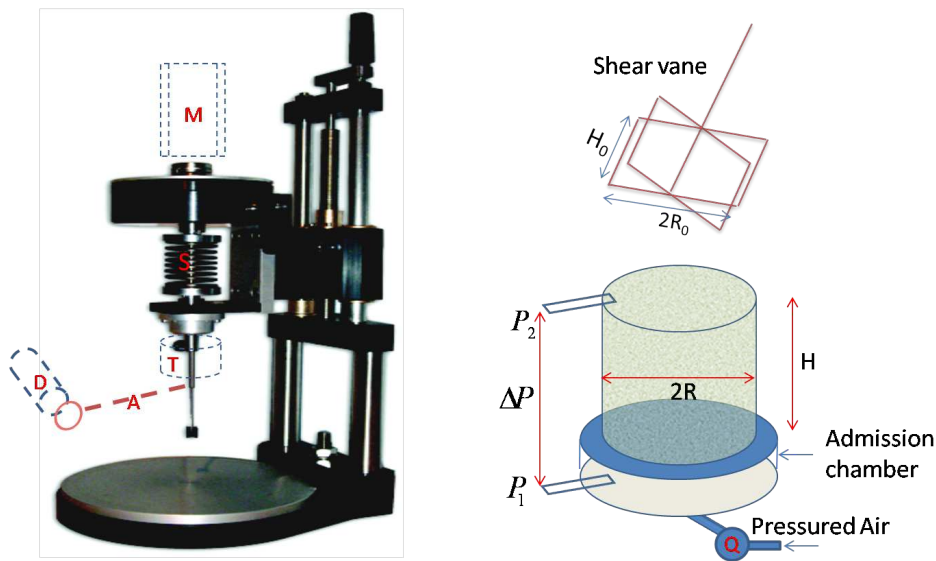 M
S
T
D
A
Shear vane
H₀
2R₀
P₂
ΔP
P₁
2R
H
Admission
chamber
Pressured Air
Q